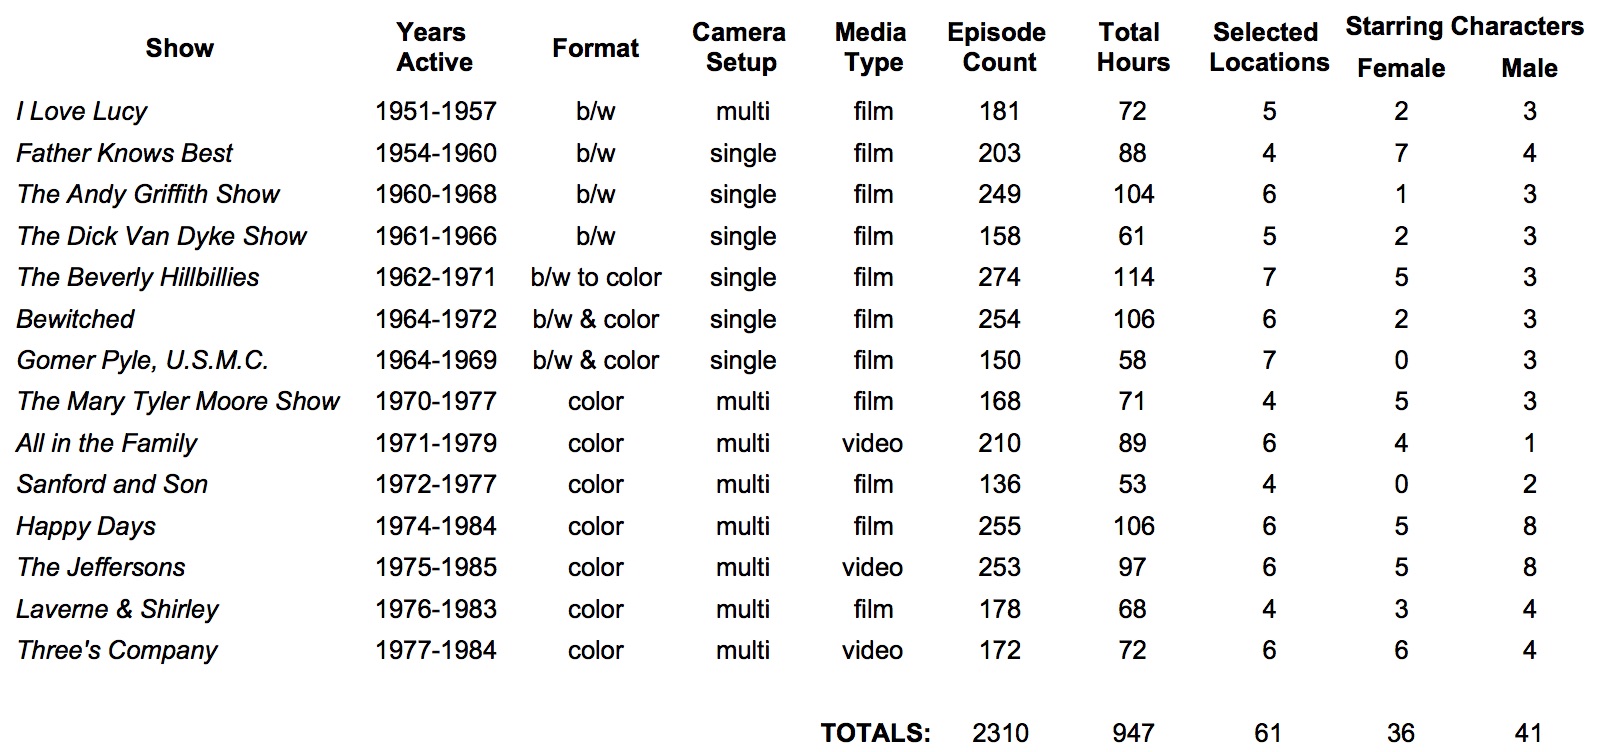 Show Years Active Format Camera Setup Media Type Episode Count Total Hours Selected Locations Starring Characters Female Male
I Love Lucy 1951-1957 b/w multi film 181 72 5 2 3
Father Knows Best 1954-1960 b/w single film 203 88 4 7 4
The Andy Griffith Show 1960-1968 b/w single film 249 104 6 1 3
The Dick Van Dyke Show 1961-1966 b/w single film 158 61 5 2 3
The Beverly Hillbillies 1962-1971 b/w to color single film 274 114 7 5 3
Bewitched 1964-1972 b/w & color single film 254 106 6 2 3
Gomer Pyle, U.S.M.C. 1964-1969 b/w & color single film 150 58 7 0 3
The Mary Tyler Moore Show 1970-1977 color multi film 168 71 4 5 3
All in the Family 1971-1979 color multi video 210 89 6 4 1
Sanford and Son 1972-1977 color multi film 136 53 4 0 2
Happy Days 1974-1984 color multi film 255 106 6 5 8
The Jeffersons 1975-1985 color multi video 253 97 6 5 8
Laverne & Shirley 1976-1983 color multi film 178 68 4 3 4
Three's Company 1977-1984 color multi video 172 72 6 6 4
TOTALS: 2310 947 61 36 41